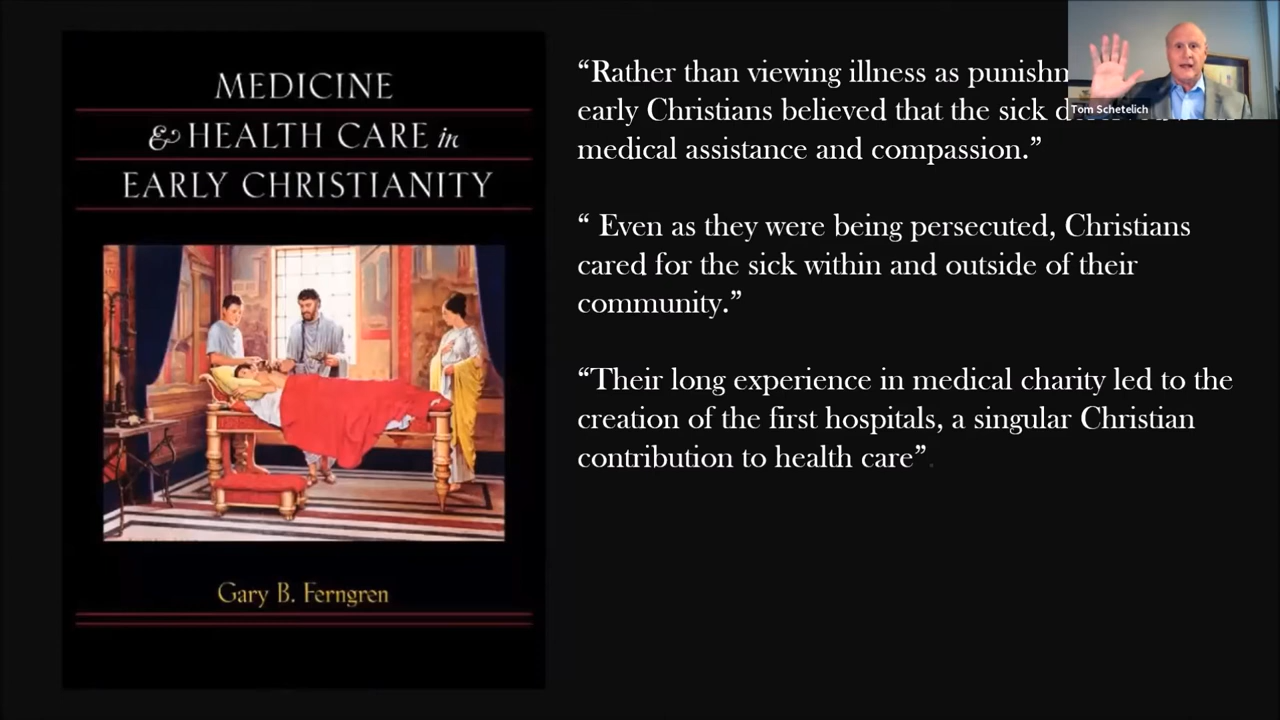 MEDICINE
& HEALTH CARE in
EARLY CHRISTIANITY
Gary B. Ferngren
“Rather than viewing illness as
early Christians believed that the sick
medical assistance and compassion.”
“ Even as they were being persecuted, Christians
cared for the sick within and outside of their
community.”
“Their long experience in medical charity led to the
creation of the first hospitals, a singular Christian
contribution to health care”.
Tom Schetelich